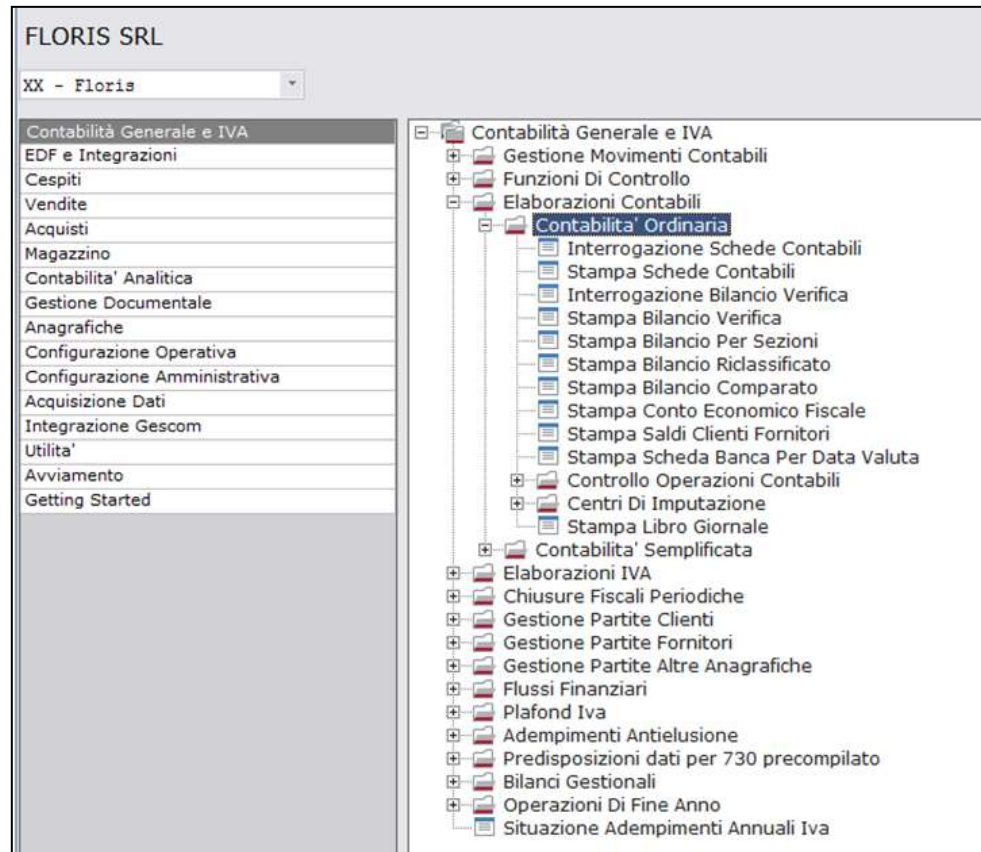 FLORIS SRL
XX - Floris
Contabilità Generale e IVA
EDF e Integrazioni
Cespiti
Vendite
Acquisti
Magazzino
Contabilita' Analitica
Gestione Documentale
Anagrafiche
Configurazione Operativa
Configurazione Amministrativa
Acquisizione Dati
Integrazione Gescom
Utilita'
Avviamento
Getting Started
Contabilità Generale e IVA
Gestione Movimenti Contabili
Funzioni Di Controllo
Elaborazioni Contabili
Contabilita' Ordinaria
Interrogazione Schede Contabili
Stampa Schede Contabili
Interrogazione Bilancio Verifica
Stampa Bilancio Verifica
Stampa Bilancio Per Sezioni
Stampa Bilancio Riclassificato
Stampa Bilancio Comparato
Stampa Conto Economico Fiscale
Stampa Saldi Clienti Fornitori
Stampa Scheda Banca Per Data Valuta
Controllo Operazioni Contabili
Centri Di Imputazione
Stampa Libro Giornale
Contabilita' Semplificata
Elaborazioni IVA
Chiusure Fiscali Periodiche
Gestione Partite Clienti
Gestione Partite Fornitori
Gestione Partite Altre Anagrafiche
Flussi Finanziari
Plafond Iva
Adempimenti Antielusione
Predisposizioni dati per 730 precompilato
Bilanci Gestionali
Operazioni Di Fine Anno
Situazione Adempimenti Annuali Iva